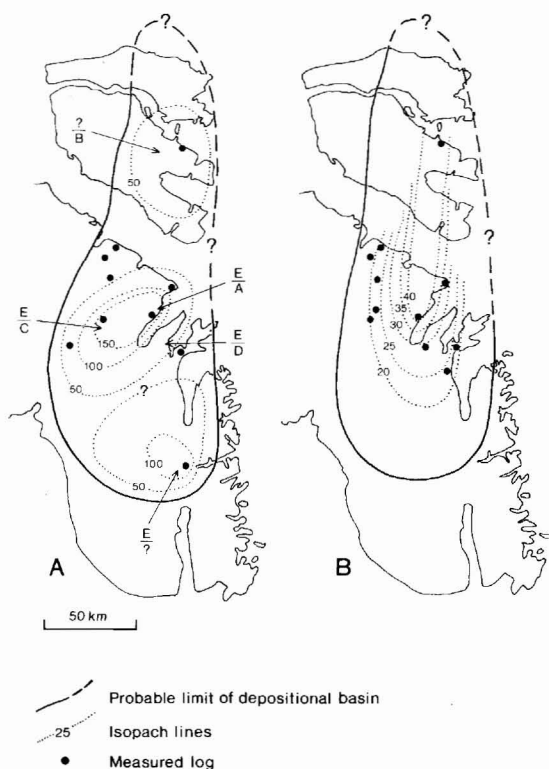 ?
?
B
50
?
E
A
E
C
E
D
150
100
50
?
100
50
E
?
A
50 km
?
?
40
35
30
25
20
B
Probable limit of depositional basin
25 Isopach lines
Measured log